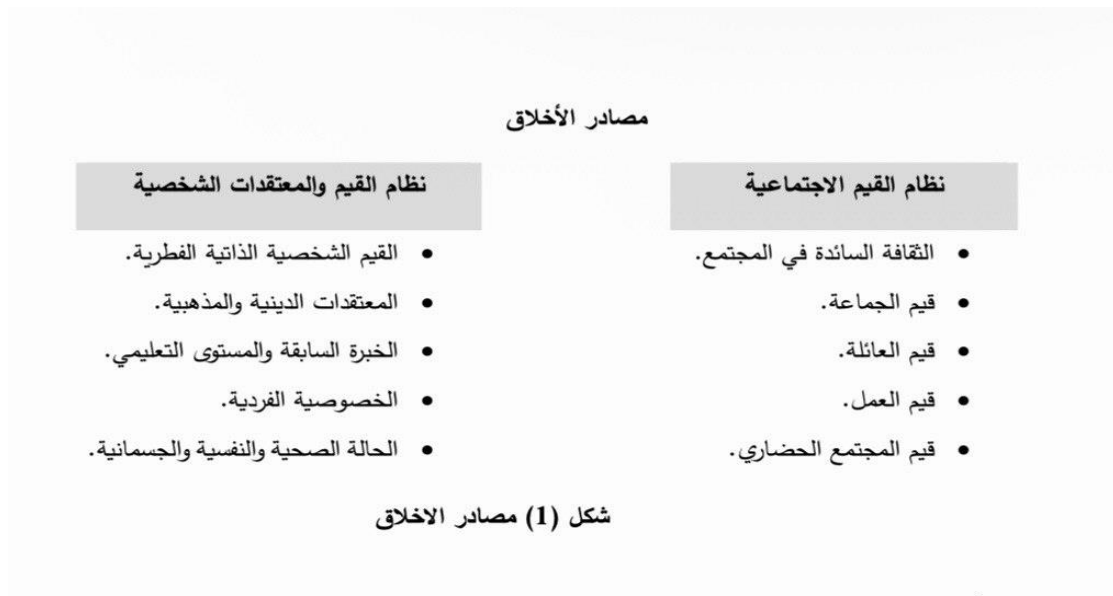 مصادر الأخلاق
نظام القيم الاجتماعية
• الثقافة السائدة في المجتمع.
• قيم الجماعة.
• قيم العائلة.
• قيم العمل.
• قيم المجتمع الحضاري.
نظام القيم والمعتقدات الشخصية
• القيم الشخصية الذاتية الفطرية.
• المعتقدات الدينية والمذهبية.
• الخبرة السابقة والمستوى التعليمي.
• الخصوصية الفردية.
• الحالة الصحية والنفسية والجسمانية.
شكل (1) مصادر الاخلاق